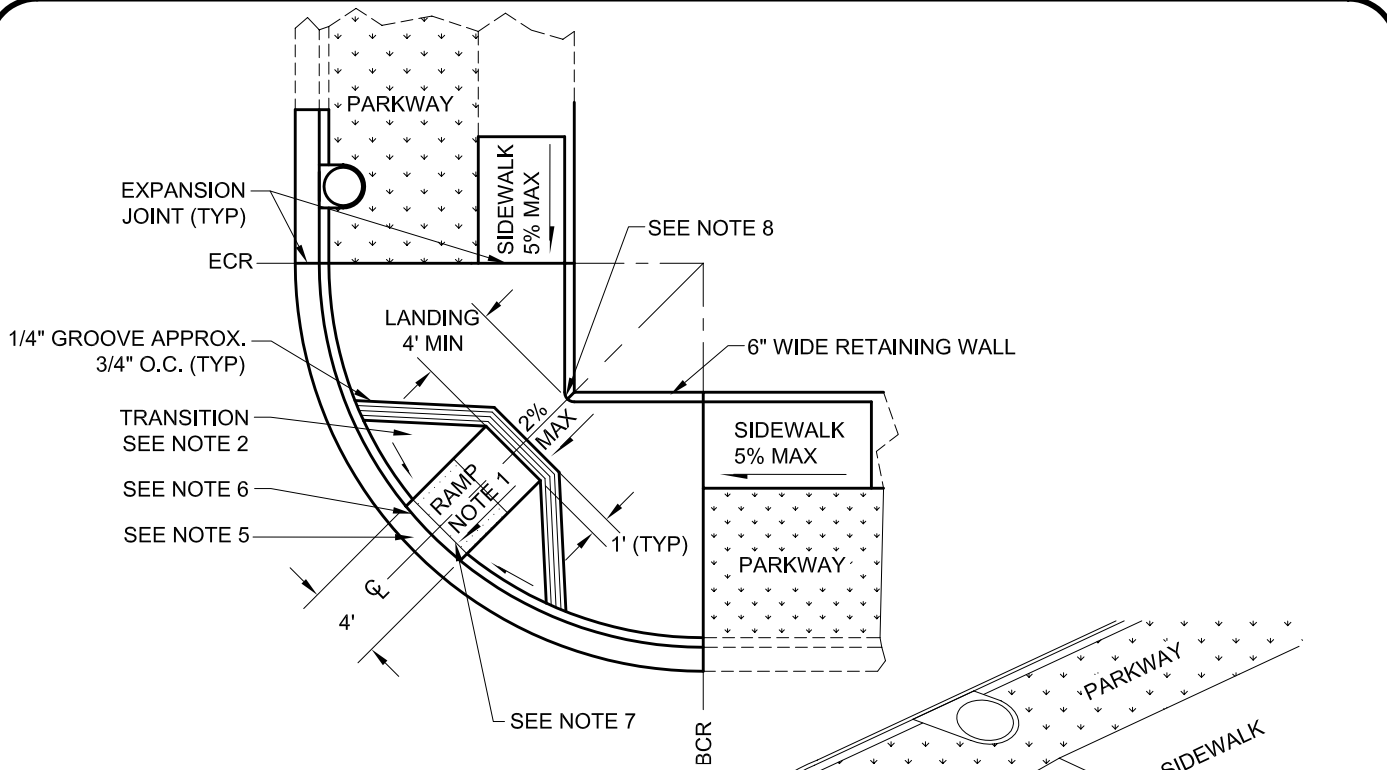 PARKWAY
EXPANSION
JOINT (TYP)
SIDEWALK
5% MAX
SEE NOTE 8
ECR
LANDING
4' MIN
1/4" GROOVE APPROX.
3/4" O.C. (TYP)
6" WIDE RETAINING WALL
TRANSITION
SEE NOTE 2
2%
MAX
SIDEWALK
5% MAX
SEE NOTE 6
RAMP
NOTE 1
SEE NOTE 5
1' (TYP)
PARKWAY
℄
4'
SEE NOTE 7
BCR
PARKWAY
SIDEWALK